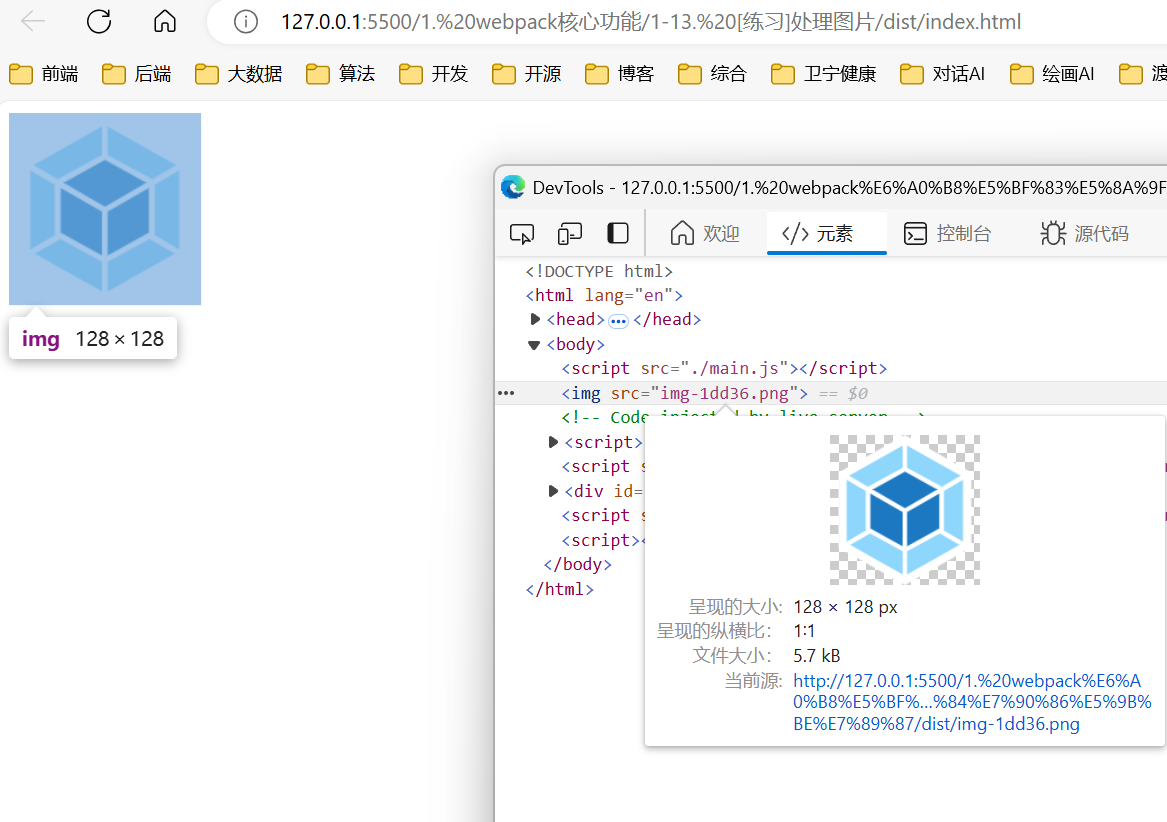 127.0.0.1:5500/1.%20webpack核心功能/1-13.%20[练习]处理图片/dist/index.html
前端 后端 大数据 算法 开发 开源 博客 综合 卫宁健康 对话AI 绘画AI
img 128 × 128
DevTools - 127.0.0.1:5500/1.%20webpack%E6%A0%B8%E5%BF%83%E5%8A%9F
欢迎 元素 控制台 源代码
<!DOCTYPE html>
<html lang="en">
<head>…</head>
<body>
<script src="./main.js"></script>
<img src="img-1dd36.png"> == $0
<!-- Code injected by live-server -->
<script>
<script s
<div id=
<script s
<script><
</body>
</html>
呈现的大小: 128 × 128 px
呈现的纵横比: 1∶1
文件大小: 5.7 kB
当前源: http://127.0.0.1:5500/1.%20webpack%E6%A
0%B8%E5%BF%…%84%E7%90%86%E5%9B%
BE%E7%89%87/dist/img-1dd36.png